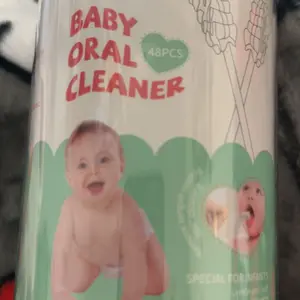 BABY
ORAL
48PCS
CLEANER
SPECIAL FOR INFANTS